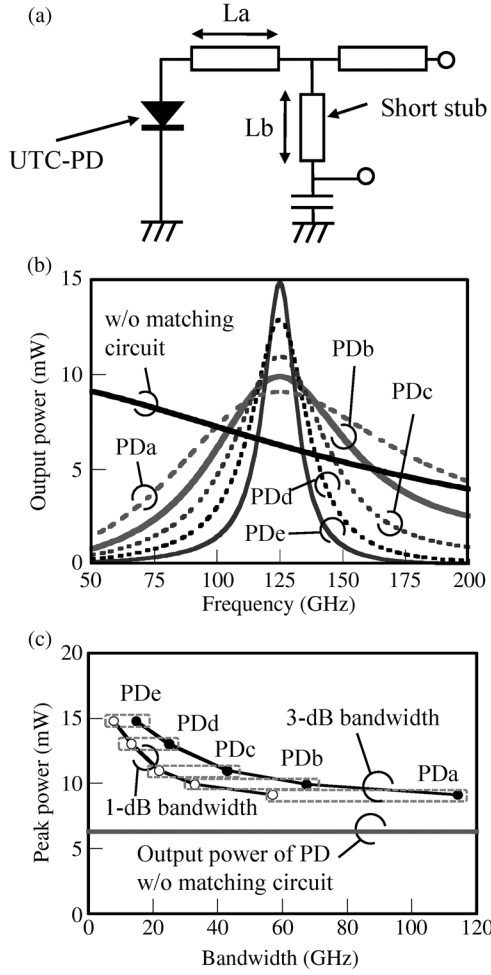 (a)
La
Lb
Short stub
UTC-PD
(b)
15
10
5
0
Output power (mW)
w/o matching
circuit
PDa
PDb
PDc
PDd
PDe
50
75
100
125
150
175
200
Frequency (GHz)
(c)
20
15
10
5
0
Peak power (mW)
PDe
PDd
PDc
PDb
PDa
3-dB bandwidth
1-dB bandwidth
Output power of PD
w/o matching circuit
0
20
40
60
80
100
120
Bandwidth (GHz)